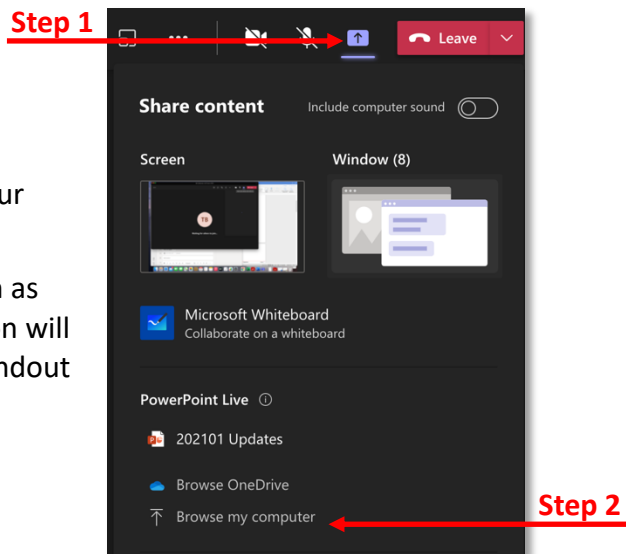 Step 1
Leave
Share content
Include computer sound
Screen
Window (8)
ur
TB
as
Microsoft Whiteboard
Collaborate on a whiteboard
n will
ndout
PowerPoint Live
202101 Updates
Browse OneDrive
Browse my computer
Step 2